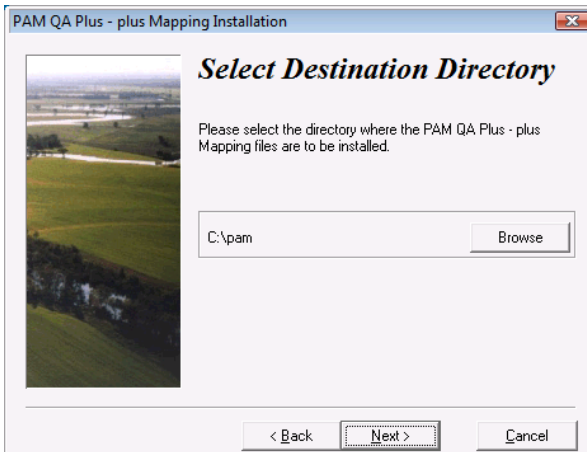 PAM QA Plus - plus Mapping Installation
Select Destination Directory
Please select the directory where the PAM QA Plus - plus
Mapping files are to be installed.
C:\pam
Browse
< Back
Next >
Cancel